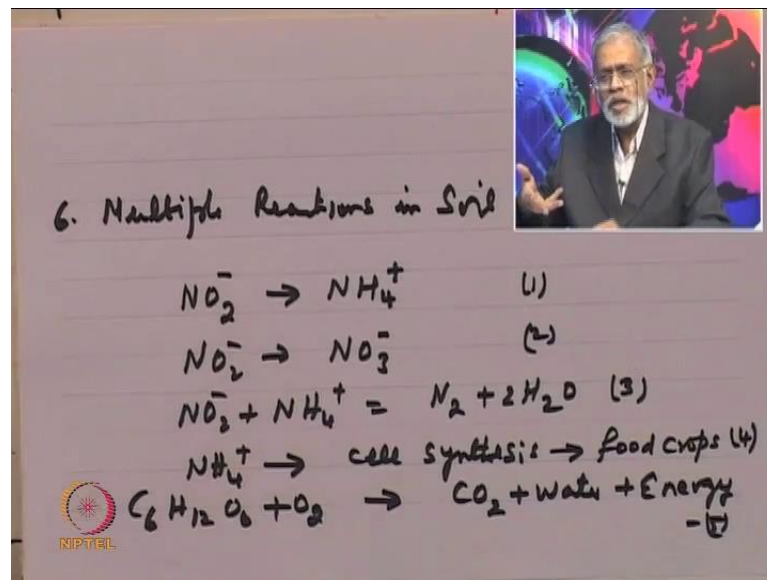 6. Multiple Reactions in Soil
NO₂⁻ → NH₄⁺ (1)
NO₂⁻ → NO₃⁻ (2)
NO₂⁻ + NH₄⁺ = N₂ + 2H₂O (3)
NH₄⁺ → cell synthesis → food crops (4)
C₆H₁₂O₆ + O₂ → CO₂ + Water + Energy
- (5)
NPTEL